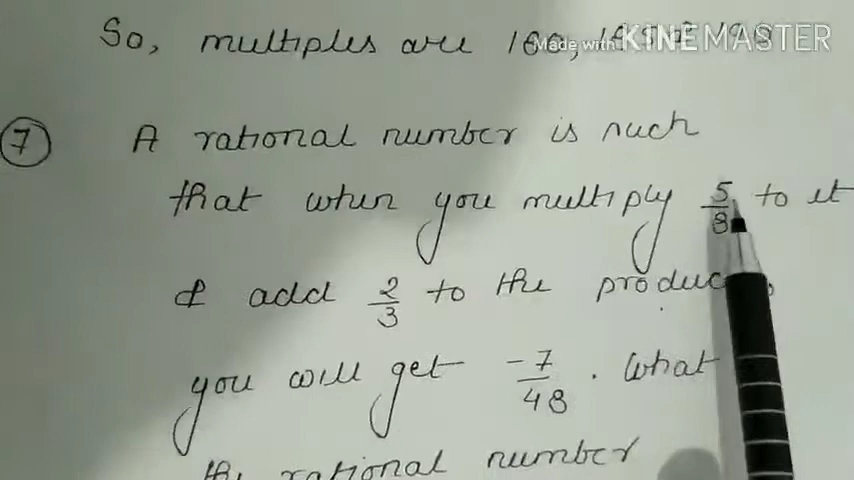 So, multiples are 160,
Made with KINEMASTER
7 A rational number is such
that when you multiply 5/8 to it
& add 2/3 to the product,
you will get -7/48. What
the rational number